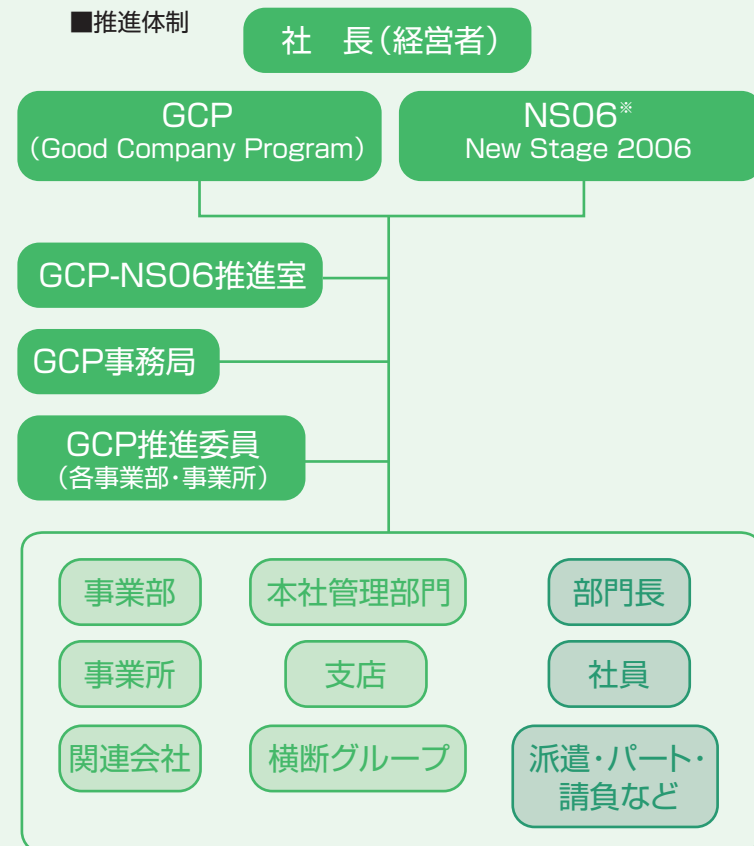 ■推進体制
社　長(経営者)
GCP
(Good Company Program)
NS06※
New Stage 2006
GCP-NS06推進室
GCP事務局
GCP推進委員
(各事業部・事業所)
事業部
本社管理部門
部門長
事業所
支店
社員
関連会社
横断グループ
派遣・パート・
請負など